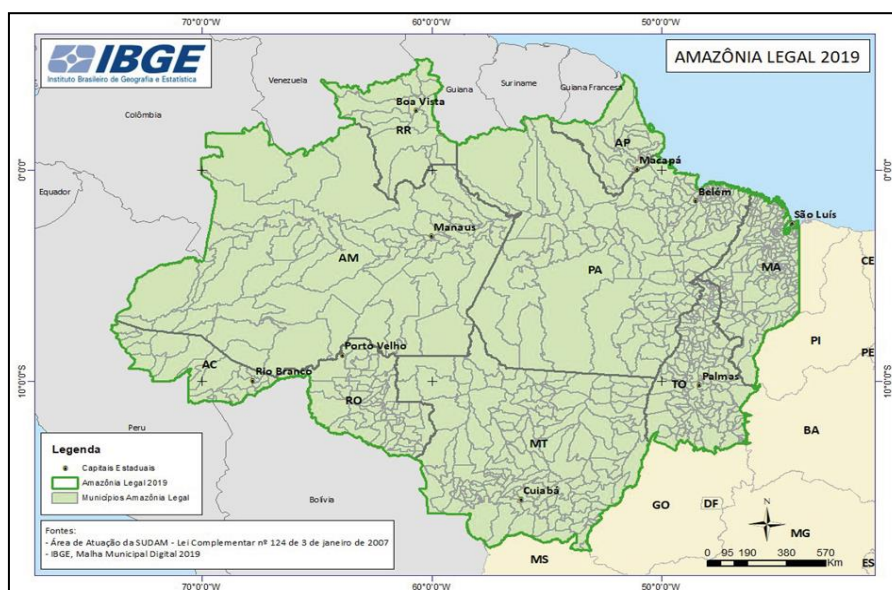 70°0'0"W
60°0'0"W
50°0'0"W
IBGE
Instituto Brasileiro de Geografia e Estatística
AMAZÔNIA LEGAL 2019
Venezuela
Guiana
Suriname
Guiana Francesa
Colômbia
Boa Vista
RR
AP
Macapá
0°0'0"
0°0'0"
Equador
Belém
São Luís
Manaus
AM
PA
MA
CE
Porto Velho
PI
PE
AC
Rio Branco
TO
Palmas
10°0'0"S
10°0'0"S
RO
Peru
MT
BA
Legenda
Capitais Estaduais
Amazônia Legal 2019
Municípios Amazônia Legal
Bolívia
Cuiabá
GO
DF
N
MG
MS
ES
Fontes:
- Área de Atuação da SUDAM - Lei Complementar nº 124 de 3 de janeiro de 2007
- IBGE, Malha Municipal Digital 2019
0 95 190 380 570
Km
70°0'0"W
60°0'0"W
50°0'0"W